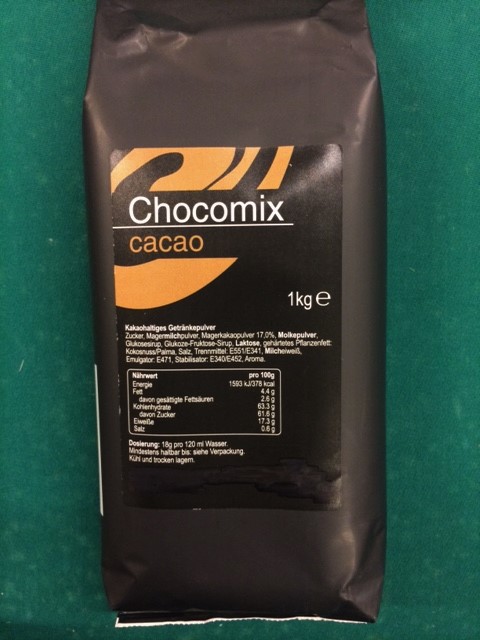 Chocomix
cacao
1kg ℮
Kakaohaltiges Getränkepulver
Zucker, Magermilchpulver, Magerkakaopulver 17,0%, Molkepulver,
Glukosesirup, Glukoze-Fruktose-Sirup, Laktose, gehärtetes Pflanzenfett:
Kokosnuss/Palma, Salz, Trennmittel: E551/E341, Milcheiweiß,
Emulgator: E471, Stabilisator: E340/E452, Aroma.
Nährwert pro 100g
Energie 1593 kJ/378 kcal
Fett 4.4 g
davon gesättigte Fettsäuren 2.6 g
Kohlenhydrate 63.3 g
davon Zucker 61.6 g
Eiweiße 17.3 g
Salz 0.6 g
Dosierung: 18g pro 120 ml Wasser.
Mindestens haltbar bis: siehe Verpackung.
Kühl und trocken lagern.